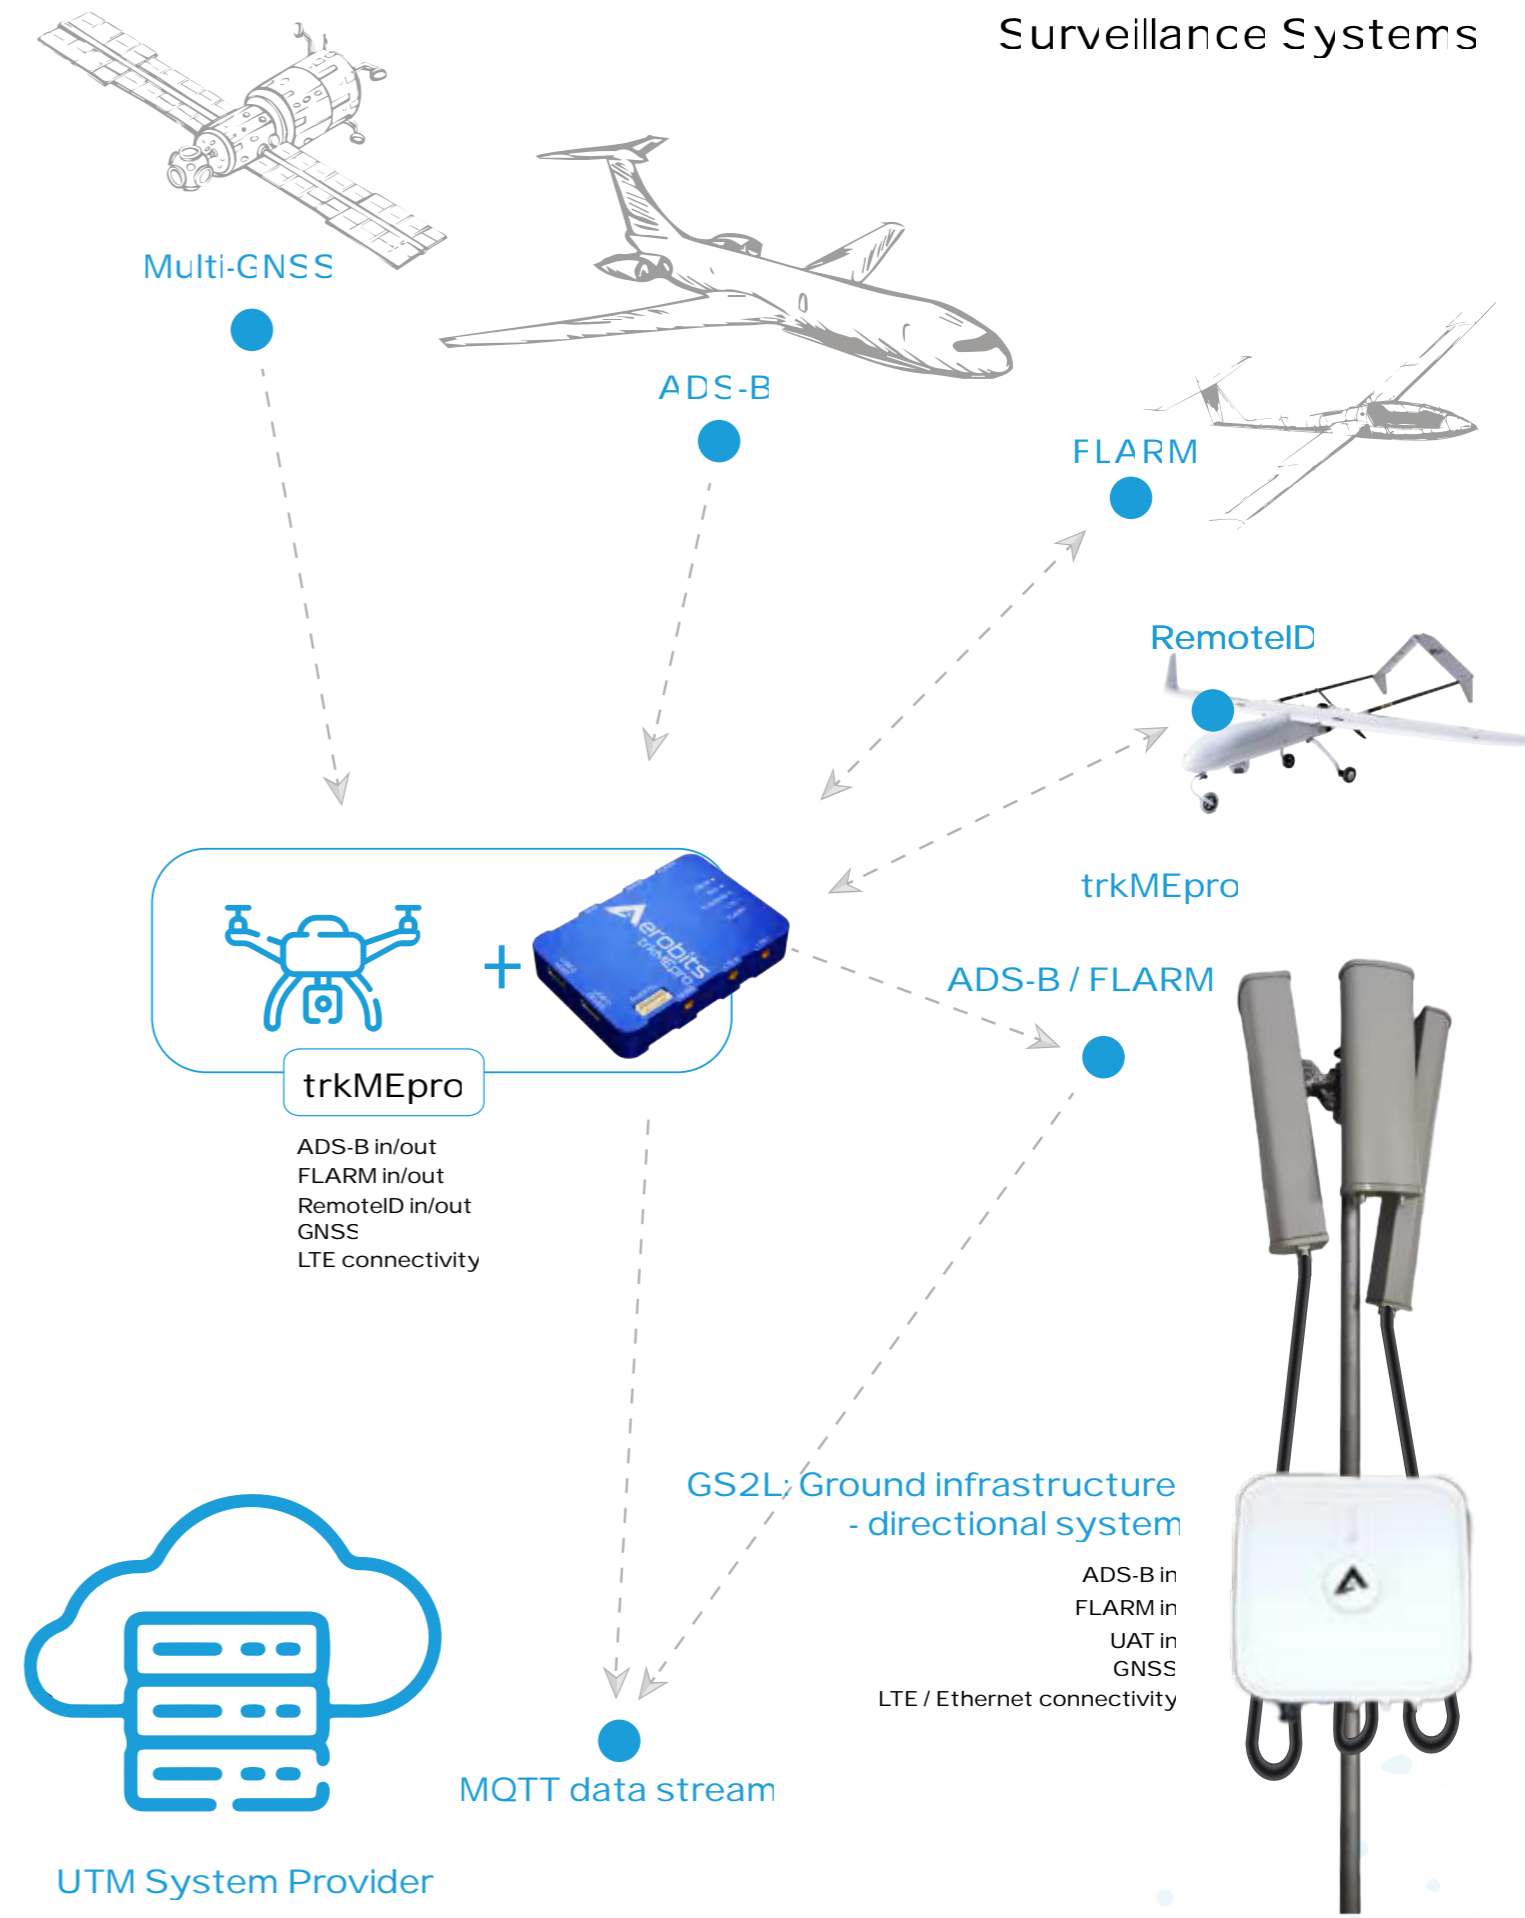 Surveillance Systems
Multi-GNSS
ADS-B
FLARM
RemoteID
trkMEpro
Aerobits
trkMEpro
ADS-B / FLARM
trkMEpro
ADS-B in/out
FLARM in/out
RemoteID in/out
GNSS
LTE connectivity
GS2L: Ground infrastructure
- directional system
ADS-B in
FLARM in
UAT in
GNSS
LTE / Ethernet connectivity
MQTT data stream
UTM System Provider